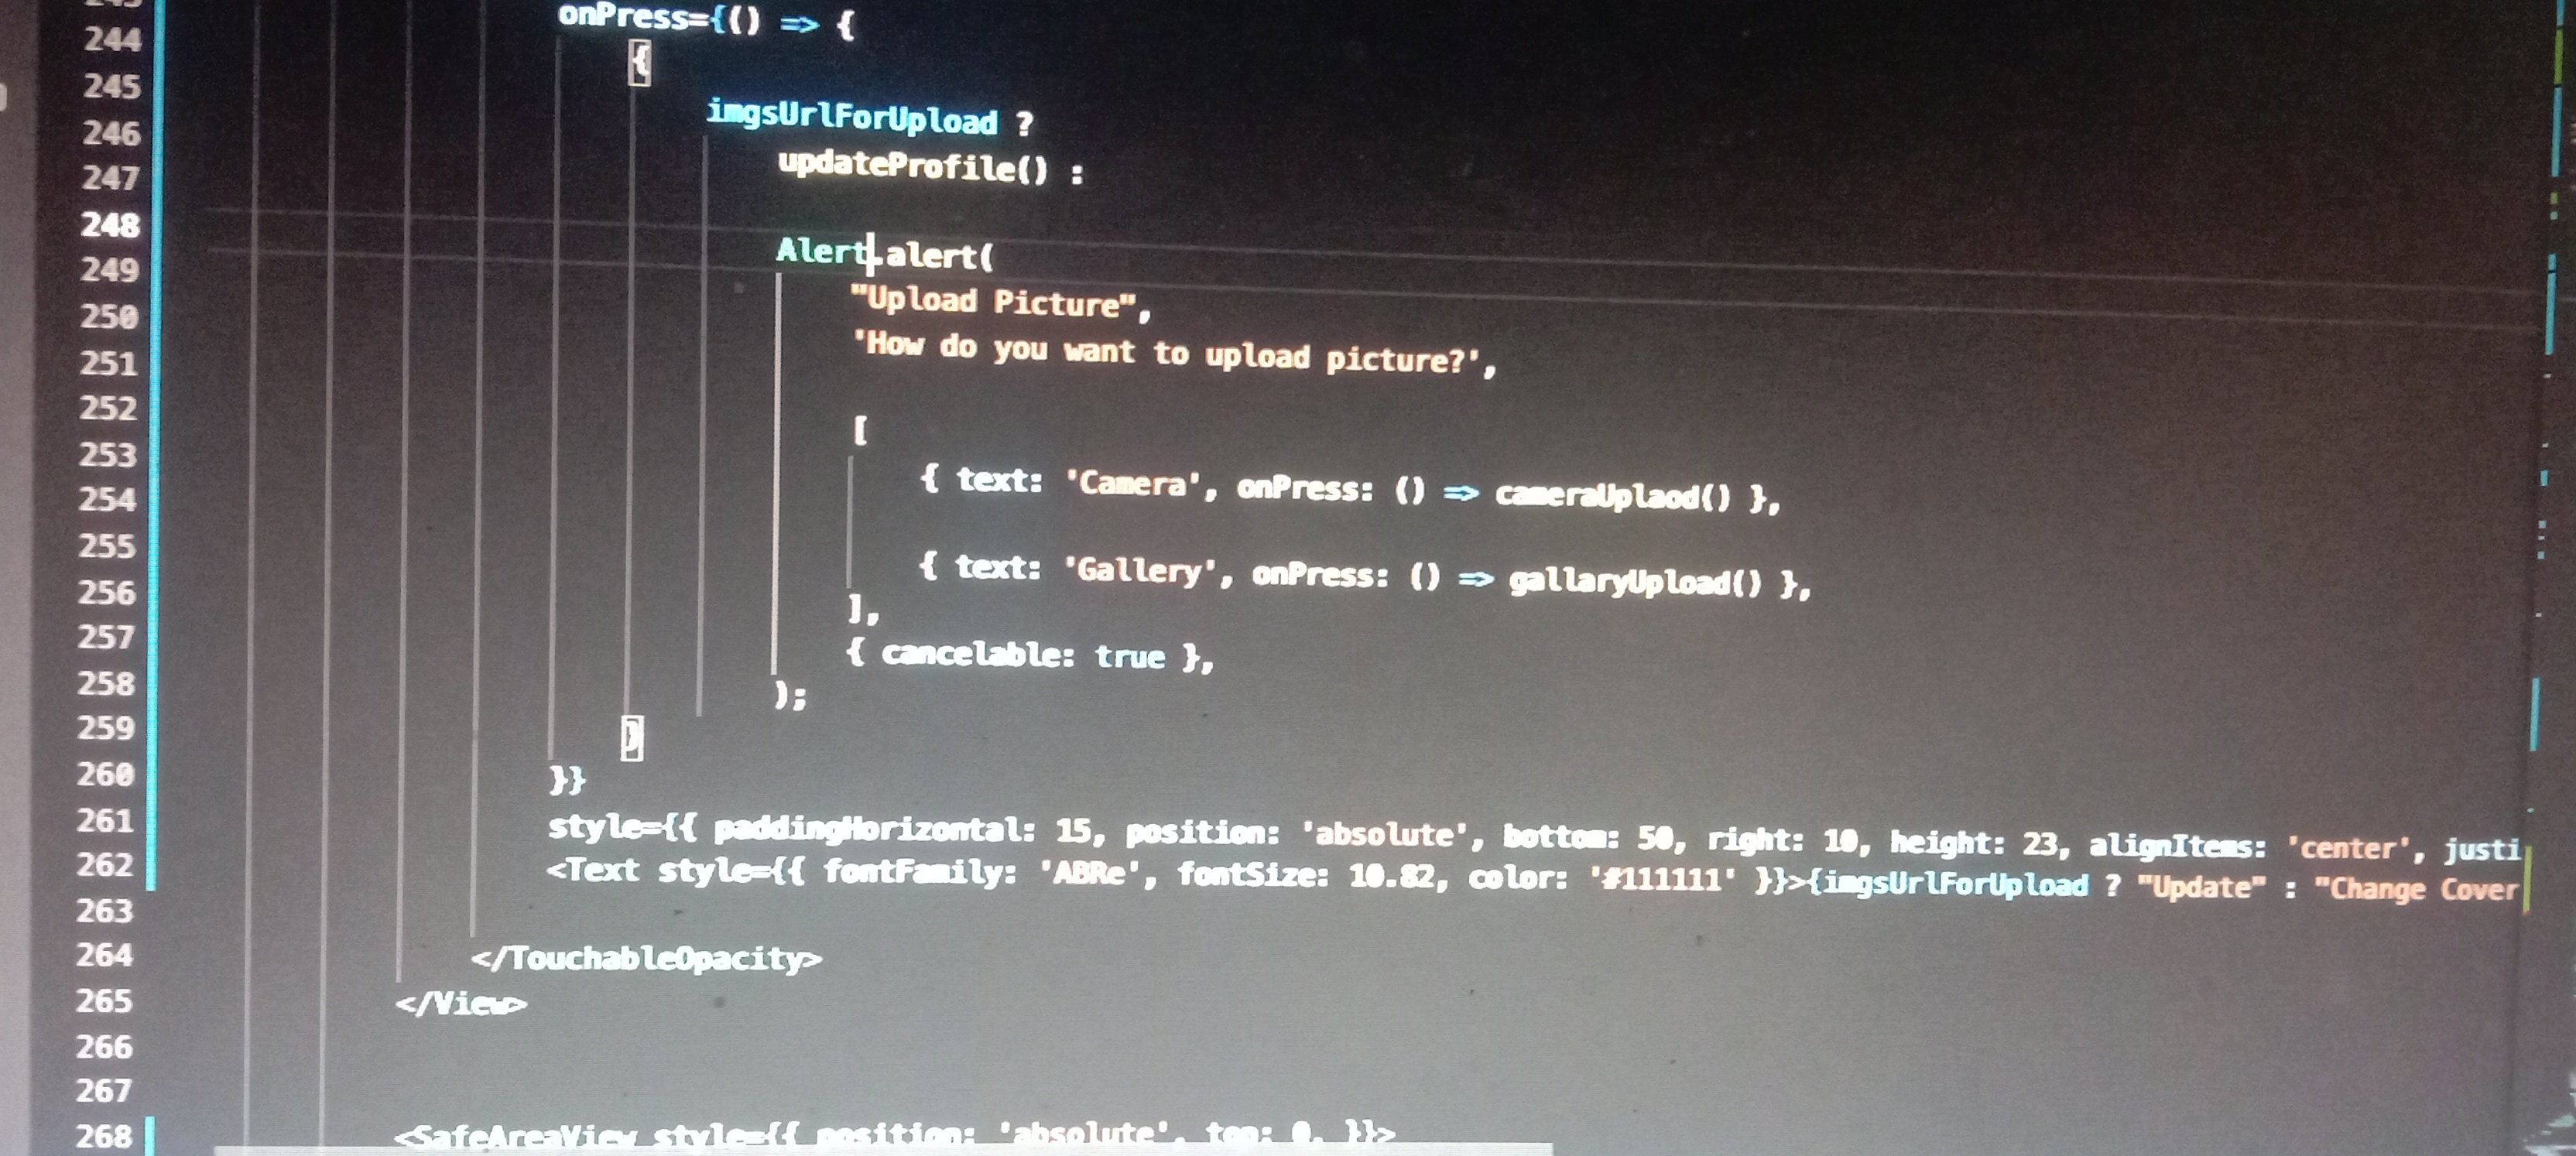 244 onPress={() => {
245 {
246 imgsUrlForUpload ?
247 updateProfile() :
248
249 Alert.alert(
250 "Upload Picture",
251 'How do you want to upload picture?',
252
253 [
254 { text: 'Camera', onPress: () => cameraUplaod() },
255
256 { text: 'Gallery', onPress: () => gallaryUpload() },
257 ],
258 { cancelable: true },
259 );
260 }
261 }}
262 style={{ paddingHorizontal: 15, position: 'absolute', bottom: 50, right: 10, height: 23, alignItems: 'center', justi
263 <Text style={{ fontFamily: 'ABRe', fontSize: 10.82, color: '#111111' }}>{imgsUrlForUpload ? "Update" : "Change Cover
264 </TouchableOpacity>
265 </View>
266
267
268 <SafeAreaView style={{ position: 'absolute', top: 0, }}>